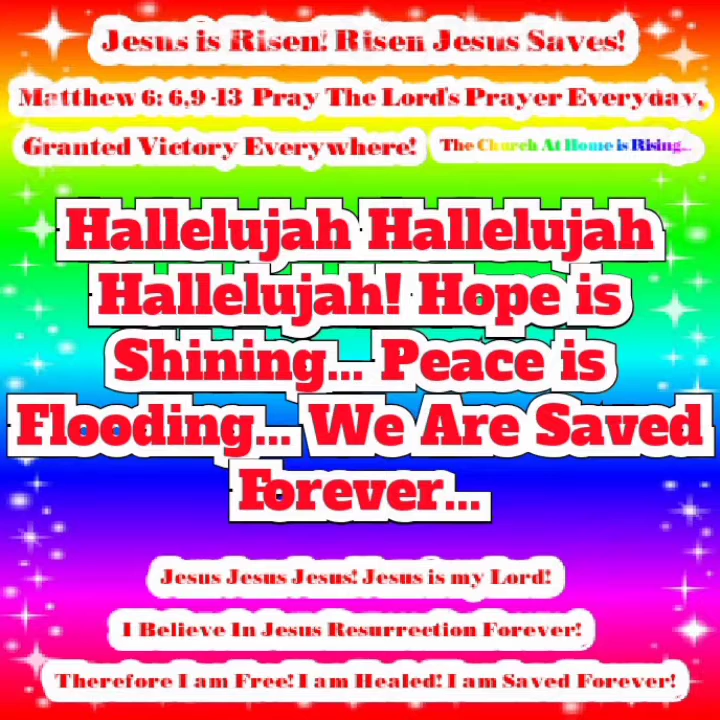 Jesus is Risen! Risen Jesus Saves!
Matthew 6: 6,9-13 Pray The Lord's Prayer Everyday,
Granted Victory Everywhere! The Church At Home is Rising...
Hallelujah Hallelujah
Hallelujah! Hope is
Shining... Peace is
Flooding... We Are Saved
Forever...
Jesus Jesus Jesus! Jesus is my Lord!
I Believe In Jesus Resurrection Forever!
Therefore I am Free! I am Healed! I am Saved Forever!